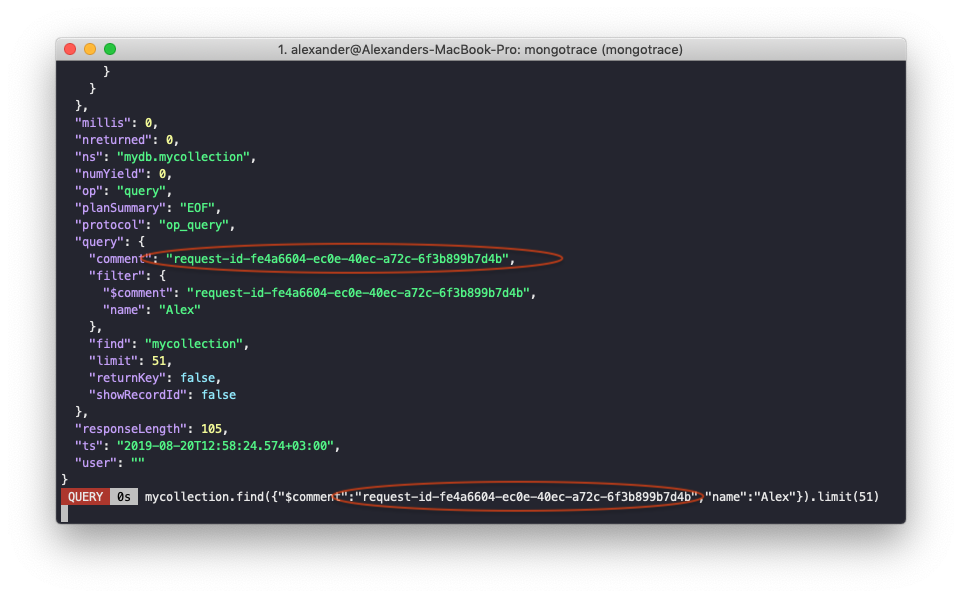 1. alexander@Alexanders-MacBook-Pro: mongotrace (mongotrace)
}
}
},
"millis": 0,
"nreturned": 0,
"ns": "mydb.mycollection",
"numYield": 0,
"op": "query",
"planSummary": "EOF",
"protocol": "op_query",
"query": {
"comment": "request-id-fe4a6604-ec0e-40ec-a72c-6f3b899b7d4b",
"filter": {
"$comment": "request-id-fe4a6604-ec0e-40ec-a72c-6f3b899b7d4b",
"name": "Alex"
},
"find": "mycollection",
"limit": 51,
"returnKey": false,
"showRecordId": false
},
"responseLength": 105,
"ts": "2019-08-20T12:58:24.574+03:00",
"user": ""
}
QUERY 0s mycollection.find({"$comment":"request-id-fe4a6604-ec0e-40ec-a72c-6f3b899b7d4b","name":"Alex"}).limit(51)